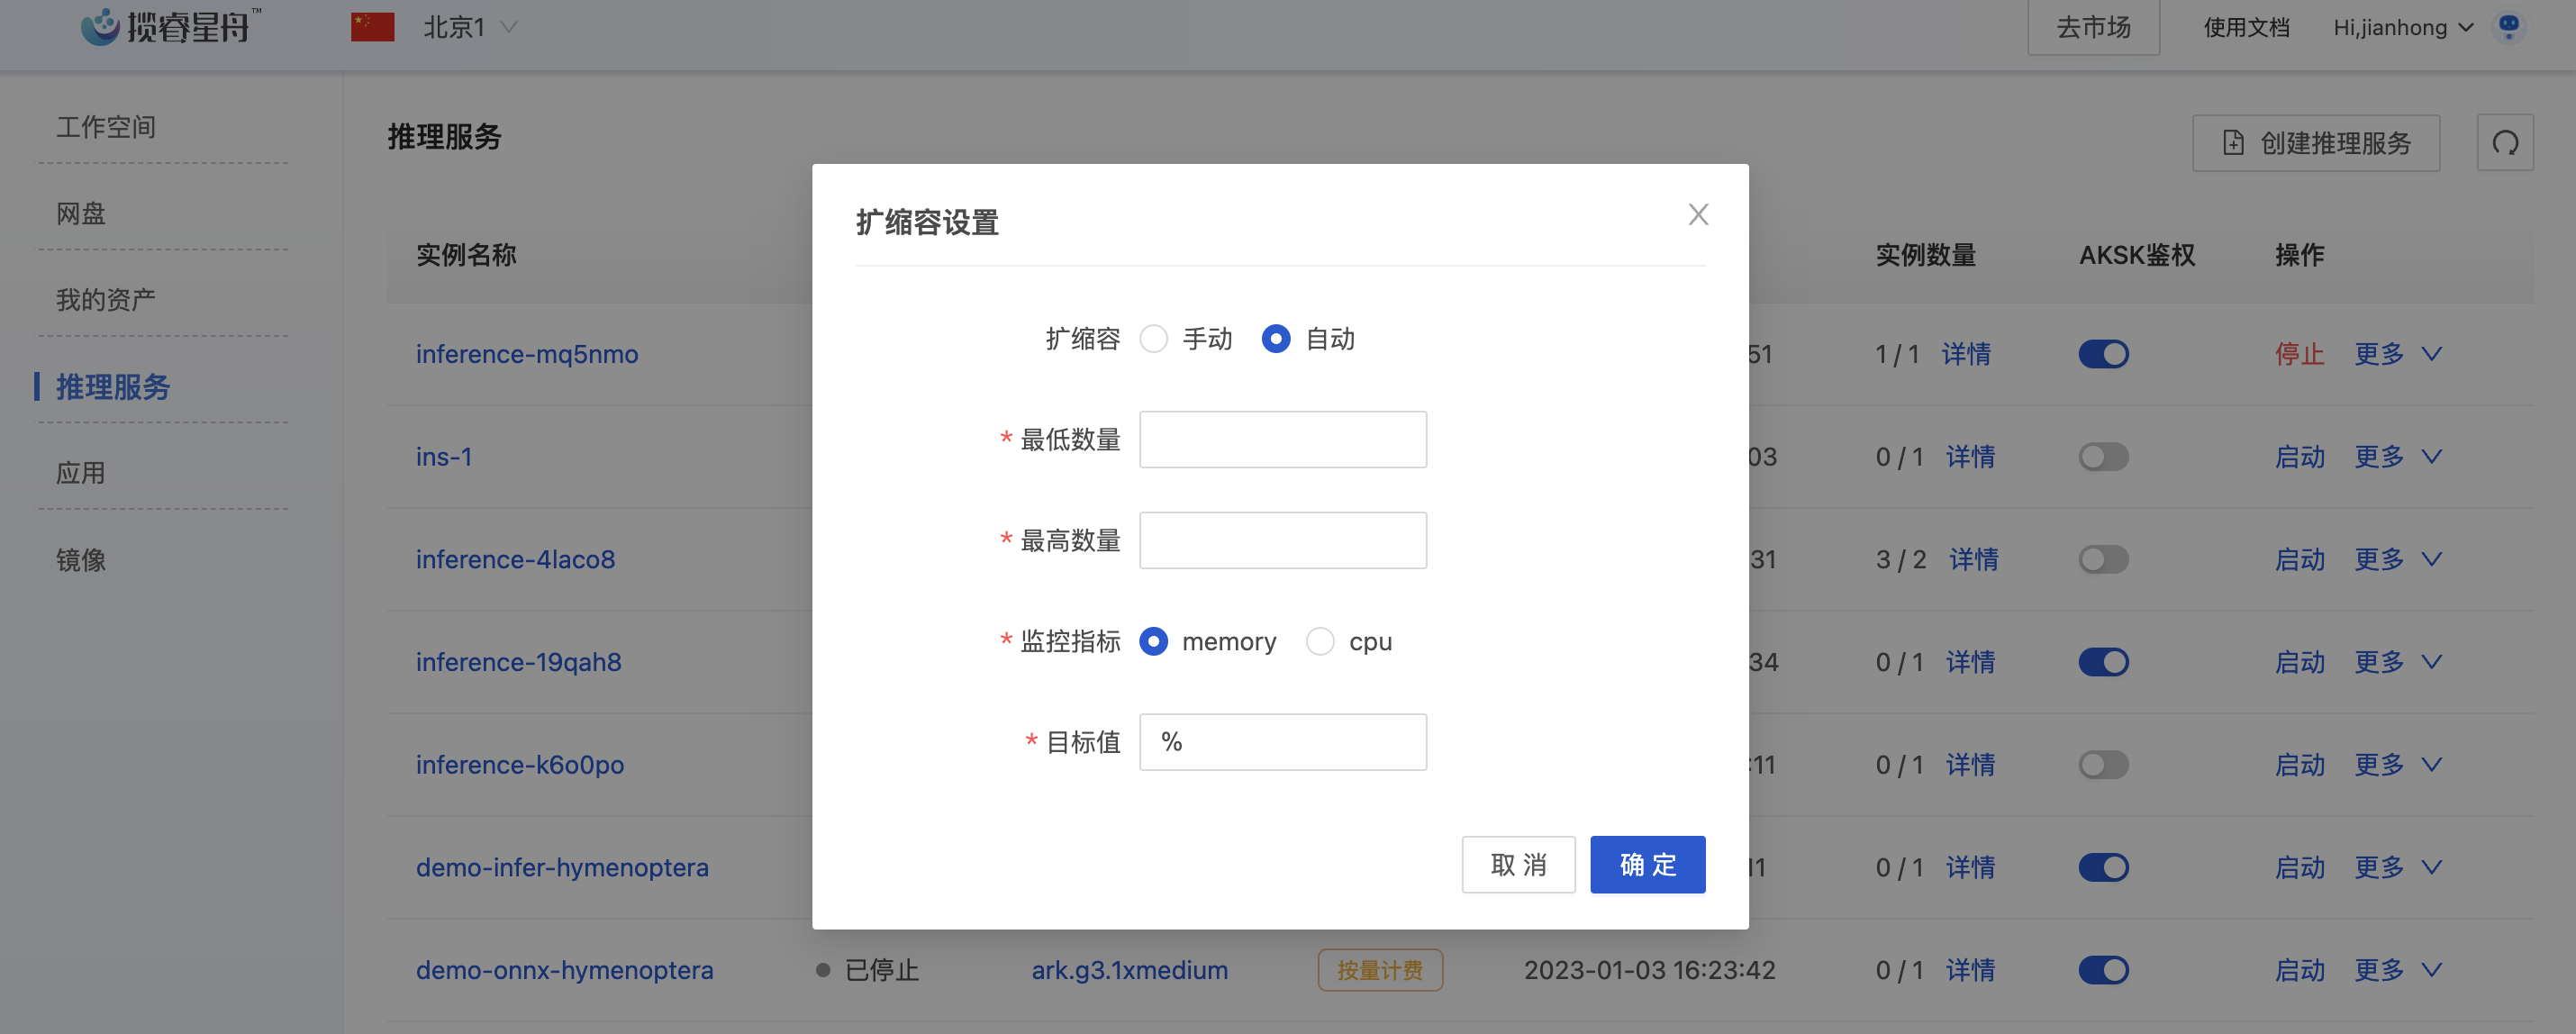 揽睿星舟™ 北京1 去市场 使用文档 Hi,jianhong
工作空间
网盘
我的资产
推理服务
应用
镜像
推理服务 创建推理服务
实例名称 实例数量 AKSK鉴权 操作
inference-mq5nmo 51 1 / 1 详情 停止 更多
ins-1 03 0 / 1 详情 启动 更多
inference-4laco8 31 3 / 2 详情 启动 更多
inference-19qah8 34 0 / 1 详情 启动 更多
inference-k6o0po :11 0 / 1 详情 启动 更多
demo-infer-hymenoptera 11 0 / 1 详情 启动 更多
demo-onnx-hymenoptera 已停止 ark.g3.1xmedium 按量计费 2023-01-03 16:23:42 0 / 1 详情 启动 更多
扩缩容设置
扩缩容 手动 自动
* 最低数量
* 最高数量
* 监控指标 memory cpu
* 目标值 %
取 消 确 定